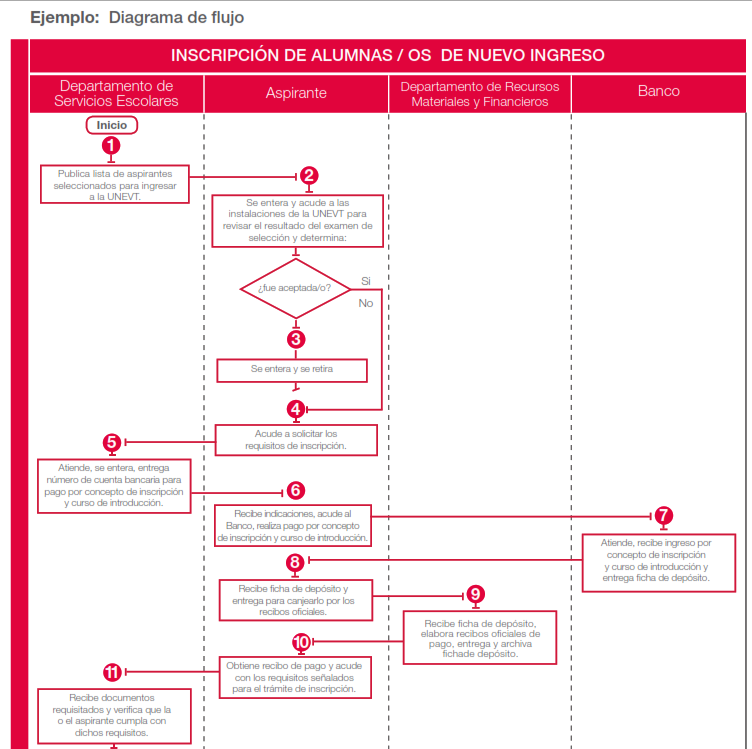 Ejemplo: Diagrama de flujo
INSCRIPCIÓN DE ALUMNAS / OS DE NUEVO INGRESO
Departamento de
Servicios Escolares
Aspirante
Departamento de Recursos
Materiales y Financieros
Banco
Inicio
1
Publica lista de aspirantes
seleccionados para ingresar
a la UNEVT.
2
Se entera y acude a las
instalaciones de la UNEVT para
revisar el resultado del examen de
selección y determina:
¿fue aceptada/o?
Si
No
3
Se entera y se retira
4
Acude a solicitar los
requisitos de inscripción.
5
Atiende, se entera, entrega
número de cuenta bancaria para
pago por concepto de inscripción
y curso de introducción.
6
Recibe indicaciones, acude al
Banco, realiza pago por concepto
de inscripción y curso de introducción.
7
Atiende, recibe ingreso por
concepto de inscripción
y curso de introducción y
entrega ficha de depósito.
8
Recibe ficha de depósito y
entrega para canjearlo por los
recibos oficiales.
9
Recibe ficha de depósito,
elabora recibos oficiales de
pago, entrega y archiva
fichade depósito.
10
Obtiene recibo de pago y acude
con los requisitos señalados
para el trámite de inscripción.
11
Recibe documentos
requisitados y verifica que la
o el aspirante cumpla con
dichos requisitos.